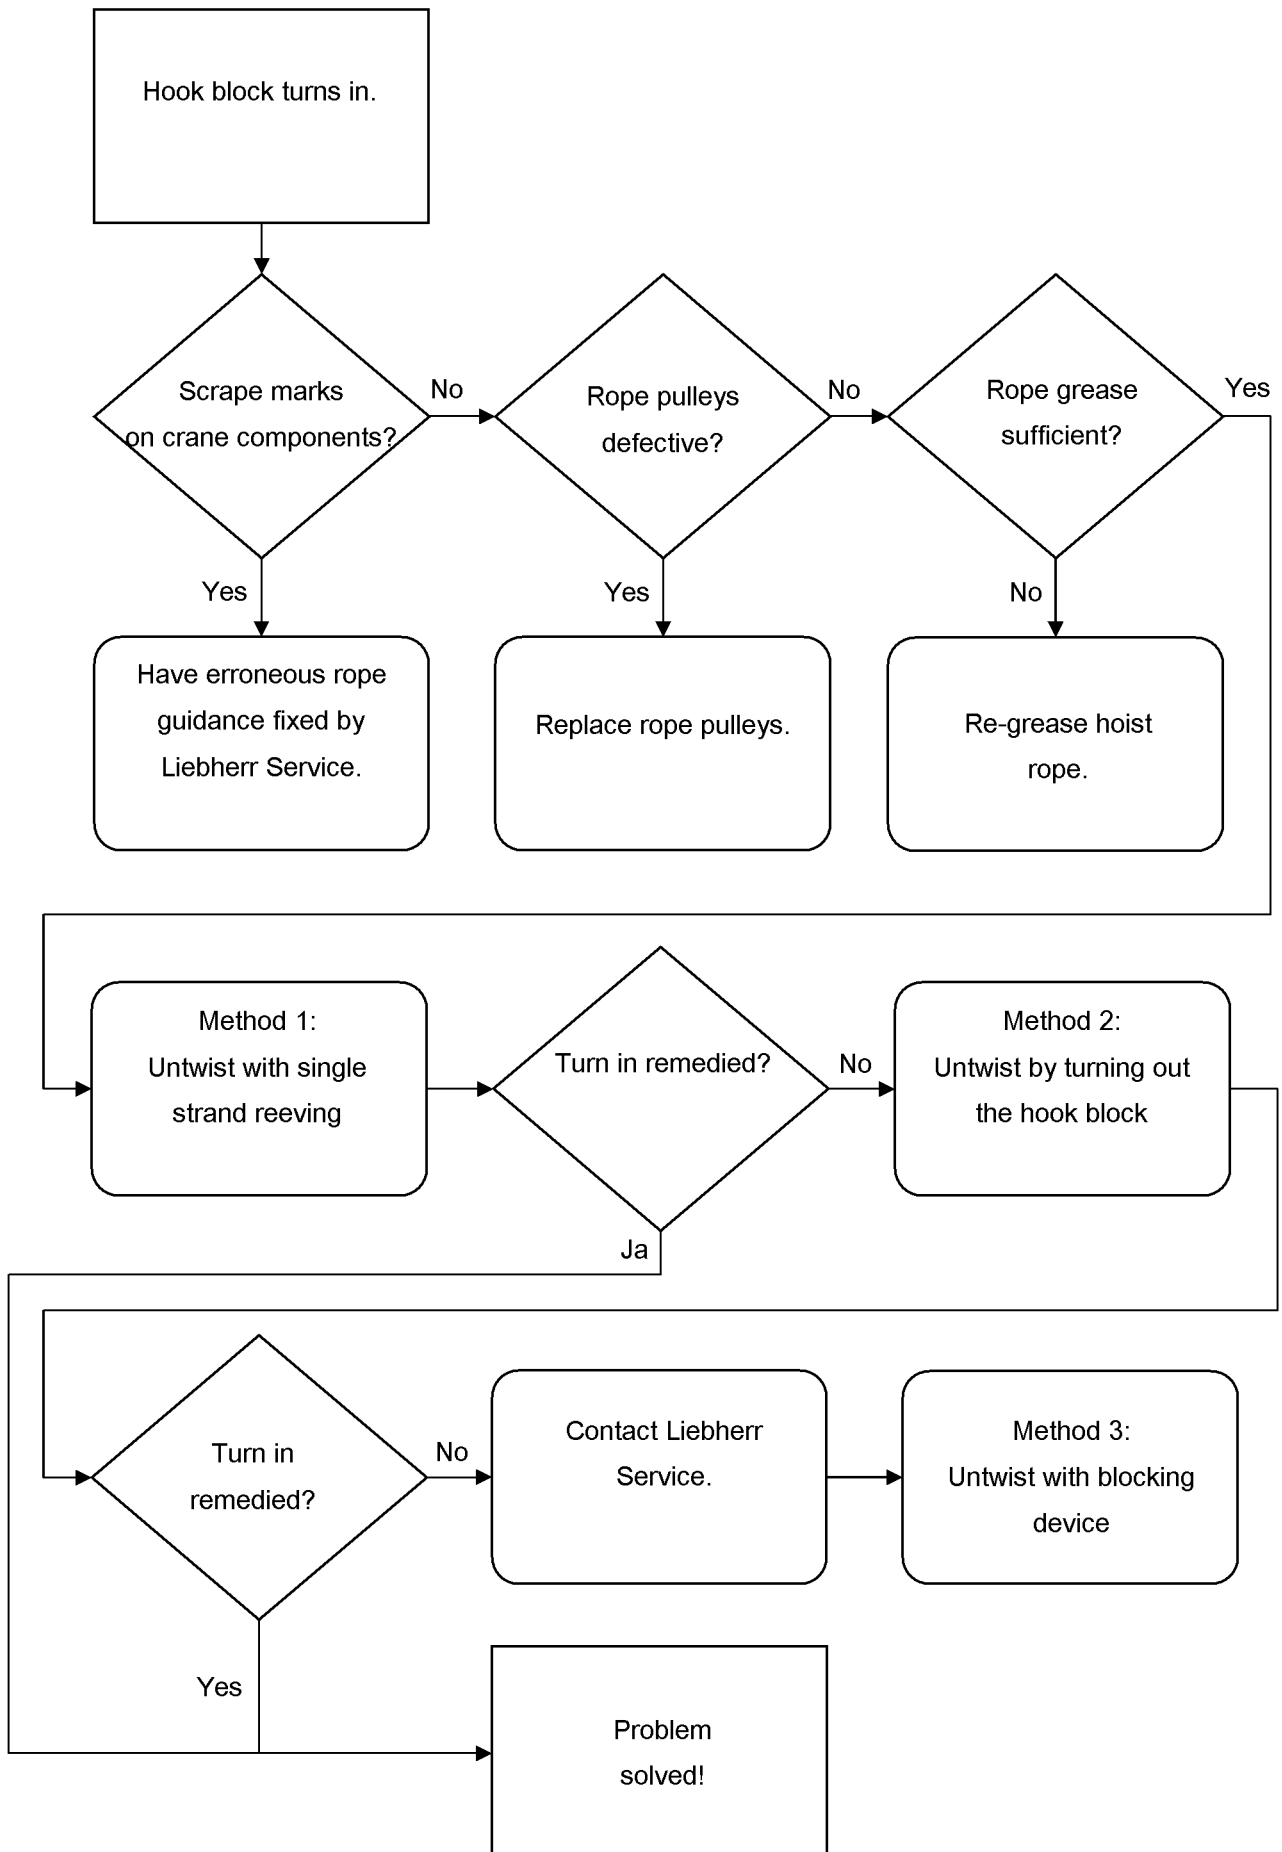 Hook block turns in.
Scrape marks
on crane components?
No
Rope pulleys
defective?
No
Rope grease
sufficient?
Yes
Yes
Yes
No
Have erroneous rope
guidance fixed by
Liebherr Service.
Replace rope pulleys.
Re-grease hoist
rope.
Method 1:
Untwist with single
strand reeving
Turn in remedied?
No
Method 2:
Untwist by turning out
the hook block
Ja
Turn in
remedied?
No
Contact Liebherr
Service.
Method 3:
Untwist with blocking
device
Yes
Problem
solved!